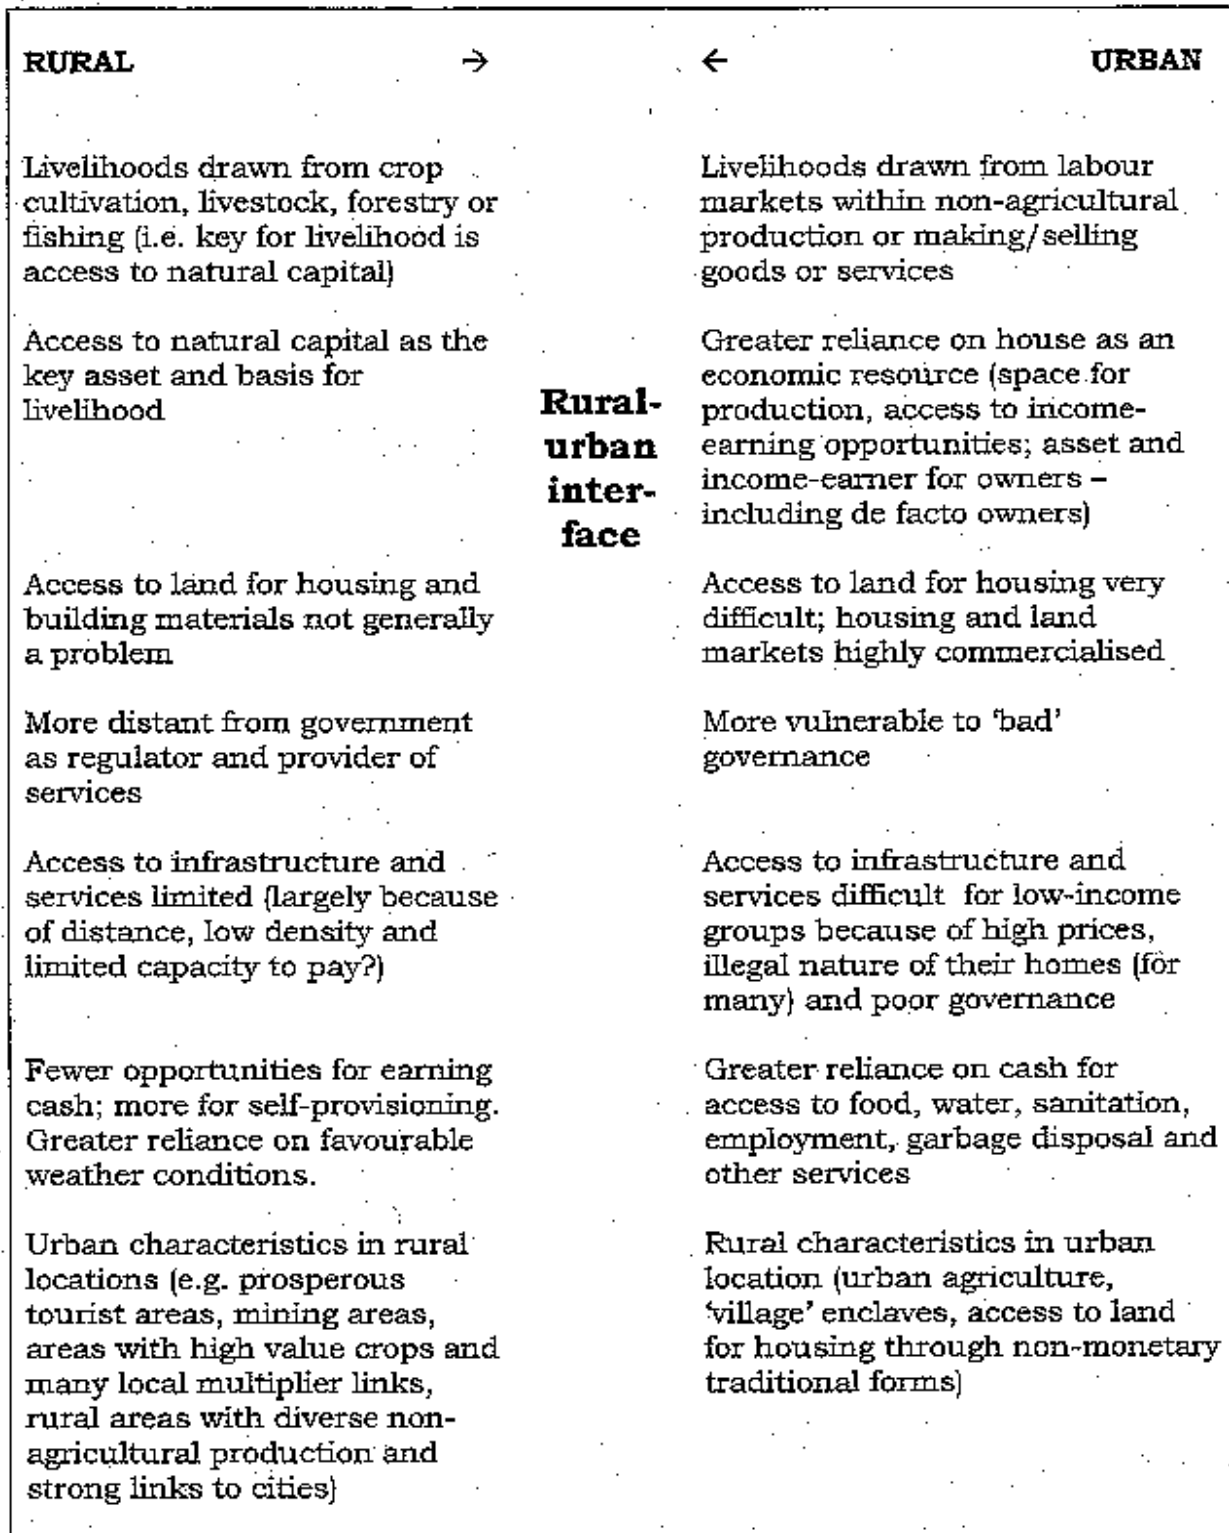 RURAL → ← URBAN
Livelihoods drawn from crop
cultivation, livestock, forestry or
fishing (i.e. key for livelihood is
access to natural capital)
Livelihoods drawn from labour
markets within non-agricultural
production or making/selling
goods or services
Access to natural capital as the
key asset and basis for
livelihood
Rural-
urban
inter-
face
Greater reliance on house as an
economic resource (space for
production, access to income-
earning opportunities; asset and
income-earner for owners –
including de facto owners)
Access to land for housing and
building materials not generally
a problem
Access to land for housing very
difficult; housing and land
markets highly commercialised
More distant from government
as regulator and provider of
services
More vulnerable to ‘bad’
governance
Access to infrastructure and
services limited (largely because
of distance, low density and
limited capacity to pay?)
Access to infrastructure and
services difficult for low-income
groups because of high prices,
illegal nature of their homes (for
many) and poor governance
Fewer opportunities for earning
cash; more for self-provisioning.
Greater reliance on favourable
weather conditions.
Greater reliance on cash for
access to food, water, sanitation,
employment, garbage disposal and
other services
Urban characteristics in rural
locations (e.g. prosperous
tourist areas, mining areas,
areas with high value crops and
many local multiplier links,
rural areas with diverse non-
agricultural production and
strong links to cities)
Rural characteristics in urban
location (urban agriculture,
‘village’ enclaves, access to land
for housing through non-monetary
traditional forms)